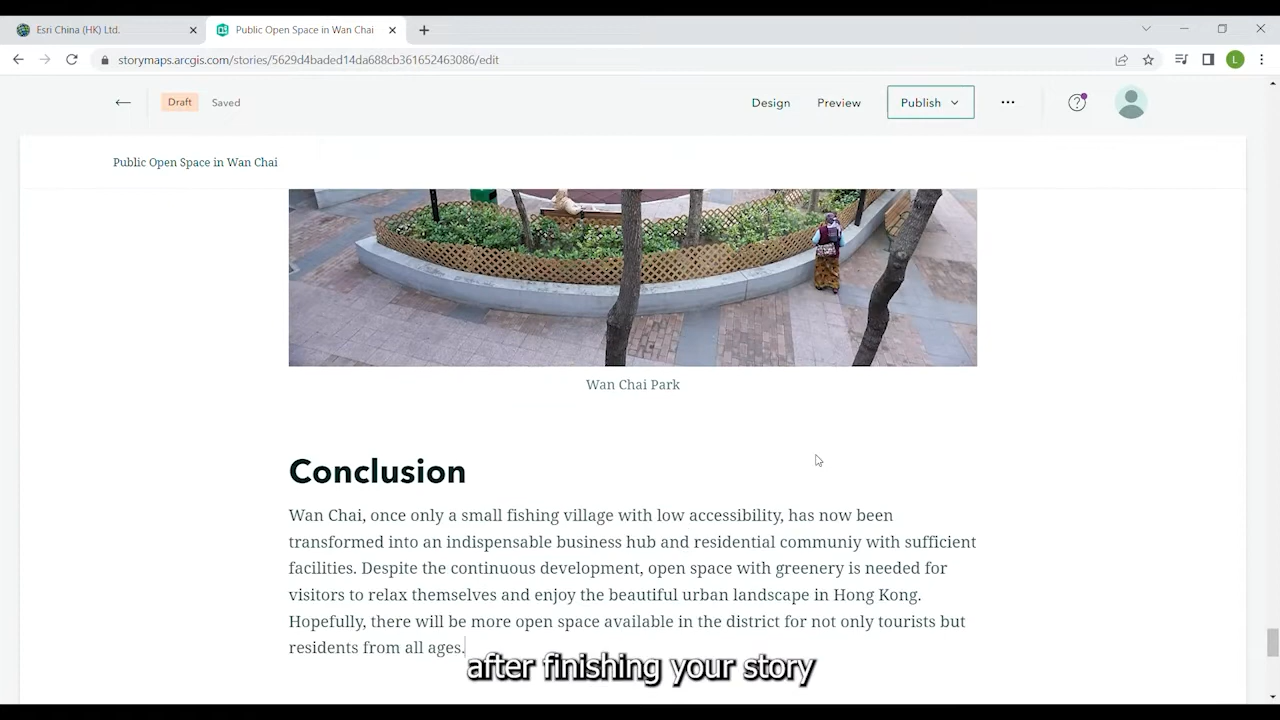 Esri China (HK) Ltd.
Public Open Space in Wan Chai
storymaps.arcgis.com/stories/5629d4baded14da688cb361652463086/edit
L
Draft
Saved
Design
Preview
Publish
Public Open Space in Wan Chai
Wan Chai Park
Conclusion
Wan Chai, once only a small fishing village with low accessibility, has now been
transformed into an indispensable business hub and residential communiy with sufficient
facilities. Despite the continuous development, open space with greenery is needed for
visitors to relax themselves and enjoy the beautiful urban landscape in Hong Kong.
Hopefully, there will be more open space available in the district for not only tourists but
residents from all ages.
after finishing your story